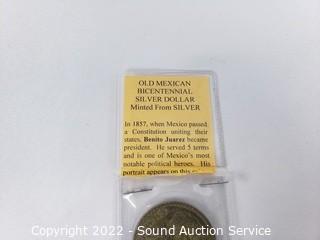 OLD MEXICAN
BICENTENNIAL
SILVER DOLLAR
Minted From SILVER
In 1857, when Mexico passed
a Constitution uniting their
states, Benito Juarez became
president. He served 5 terms
and is one of Mexico's most
notable political heroes. His
portrait appears on this
Copyright 2022 - Sound Auction Service